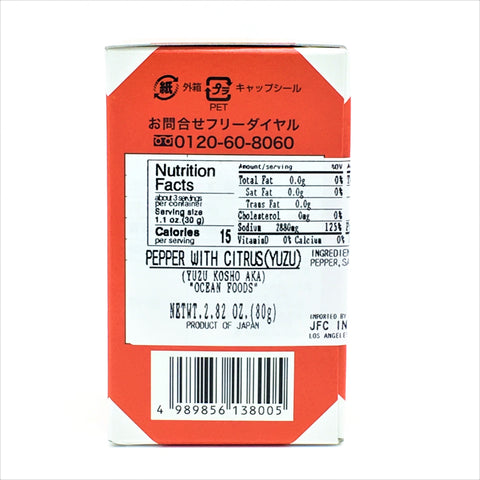 紙 外箱 プラ キャップシール
PET
お問合せフリーダイヤル
0120-60-8060
Nutrition
Facts
about 3 servings
per container
Serving size
1.1 oz.(30 g)
Calories 15
per serving
Amount/serving %DV
Total Fat 0.0g 0%
Sat Fat 0.0g 0%
Trans Fat 0.0g
Cholesterol 0mg 0%
Sodium 2880mg 125%
VitaminD 0% Calcium 0%
PEPPER WITH CITRUS(YUZU)
(YUZU KOSHO AKA)
"OCEAN FOODS"
NETWT.2.82 OZ.(80g)
PRODUCT OF JAPAN
INGREDIE
PEPPER, SA
IMPORTED BY
JFC IN
LOS ANGELES
4 989856 138005